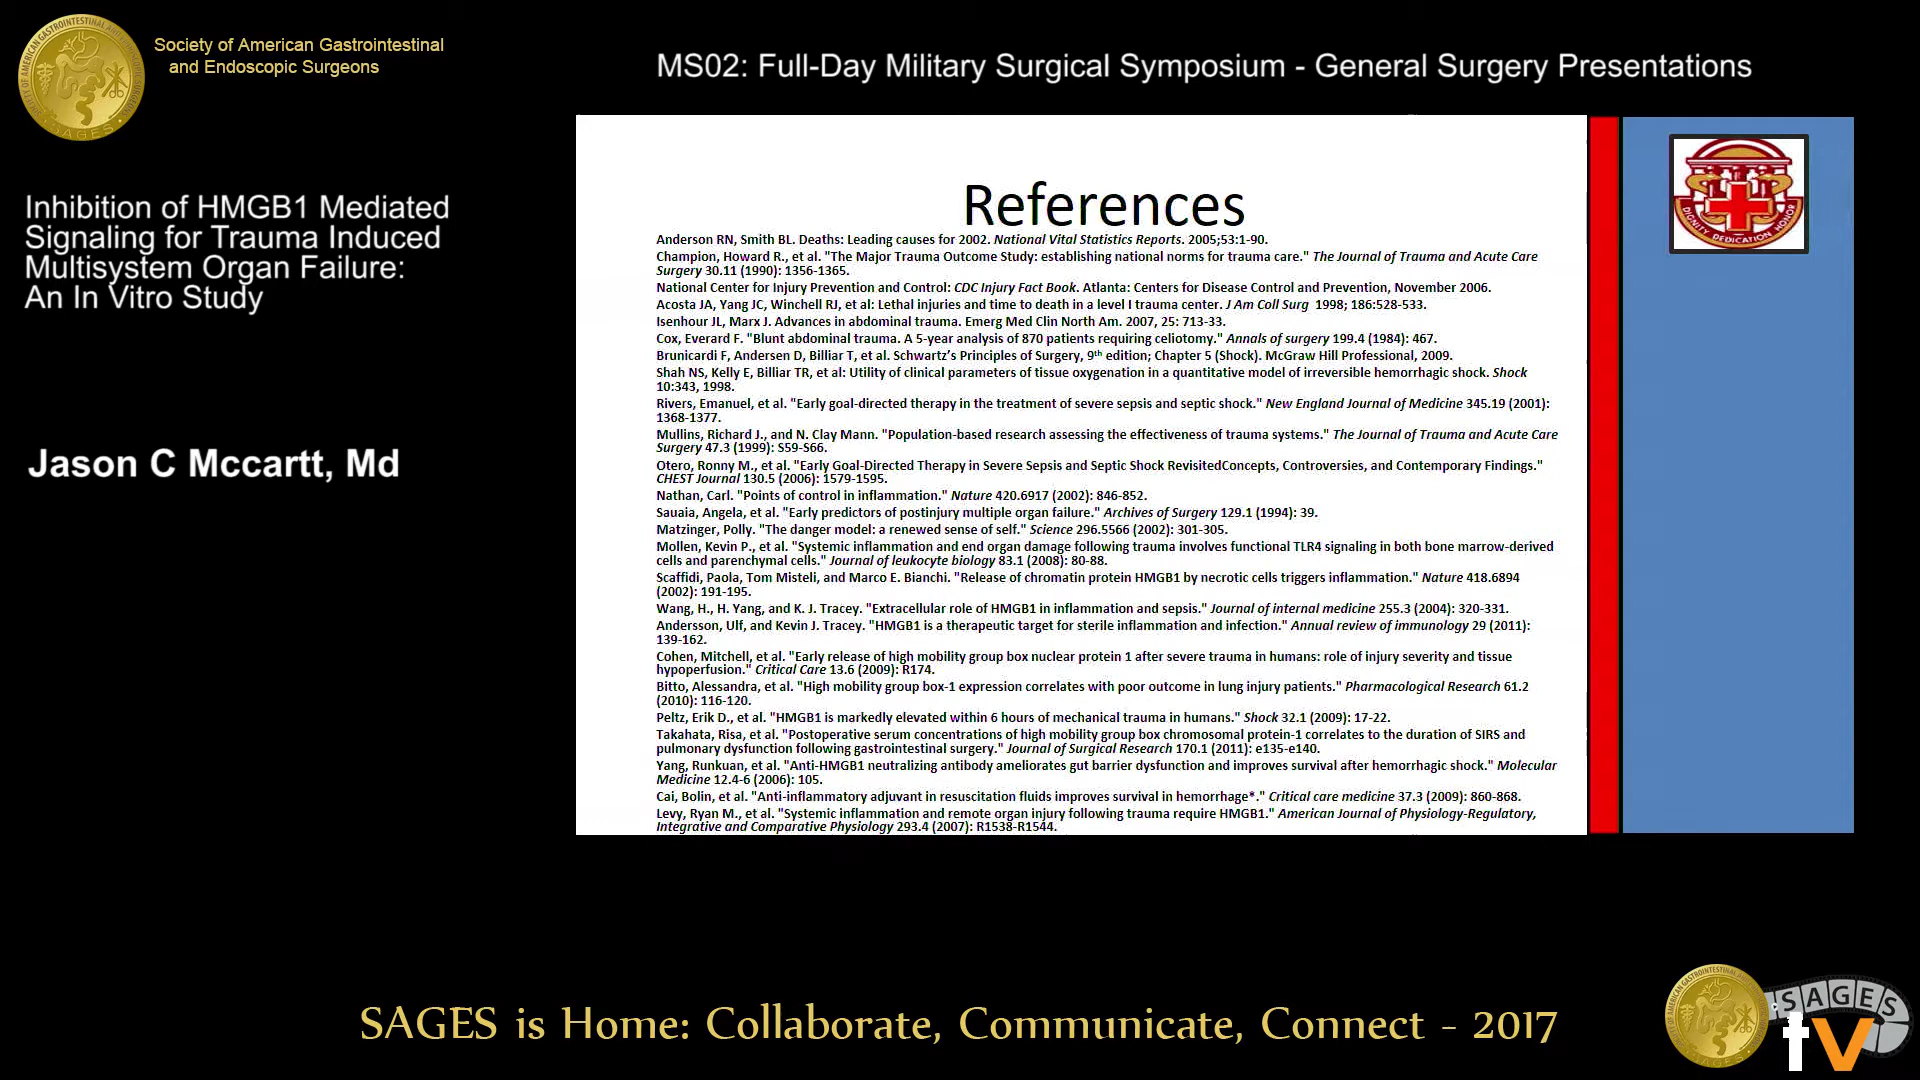 Society of American Gastrointestinal
and Endoscopic Surgeons
MS02: Full-Day Military Surgical Symposium - General Surgery Presentations
Inhibition of HMGB1 Mediated
Signaling for Trauma Induced
Multisystem Organ Failure:
An In Vitro Study
Jason C Mccartt, Md
References
Anderson RN, Smith BL. Deaths: Leading causes for 2002. National Vital Statistics Reports. 2005;53:1-90.
Champion, Howard R., et al. "The Major Trauma Outcome Study: establishing national norms for trauma care." The Journal of Trauma and Acute Care
Surgery 30.11 (1990): 1356-1365.
National Center for Injury Prevention and Control: CDC Injury Fact Book. Atlanta: Centers for Disease Control and Prevention, November 2006.
Acosta JA, Yang JC, Winchell RJ, et al: Lethal injuries and time to death in a level I trauma center. J Am Coll Surg 1998; 186:528-533.
Isenhour JL, Marx J. Advances in abdominal trauma. Emerg Med Clin North Am. 2007, 25: 713-33.
Cox, Everard F. "Blunt abdominal trauma. A 5-year analysis of 870 patients requiring celiotomy." Annals of surgery 199.4 (1984): 467.
Brunicardi F, Andersen D, Billiar T, et al. Schwartz's Principles of Surgery, 9th edition; Chapter 5 (Shock). McGraw Hill Professional, 2009.
Shah NS, Kelly E, Billiar TR, et al: Utility of clinical parameters of tissue oxygenation in a quantitative model of irreversible hemorrhagic shock. Shock
10:343, 1998.
Rivers, Emanuel, et al. "Early goal-directed therapy in the treatment of severe sepsis and septic shock." New England Journal of Medicine 345.19 (2001):
1368-1377.
Mullins, Richard J., and N. Clay Mann. "Population-based research assessing the effectiveness of trauma systems." The Journal of Trauma and Acute Care
Surgery 47.3 (1999): S59-S66.
Otero, Ronny M., et al. "Early Goal-Directed Therapy in Severe Sepsis and Septic Shock RevisitedConcepts, Controversies, and Contemporary Findings."
CHEST Journal 130.5 (2006): 1579-1595.
Nathan, Carl. "Points of control in inflammation." Nature 420.6917 (2002): 846-852.
Sauaia, Angela, et al. "Early predictors of postinjury multiple organ failure." Archives of Surgery 129.1 (1994): 39.
Matzinger, Polly. "The danger model: a renewed sense of self." Science 296.5566 (2002): 301-305.
Mollen, Kevin P., et al. "Systemic inflammation and end organ damage following trauma involves functional TLR4 signaling in both bone marrow-derived
cells and parenchymal cells." Journal of leukocyte biology 83.1 (2008): 80-88.
Scaffidi, Paola, Tom Misteli, and Marco E. Bianchi. "Release of chromatin protein HMGB1 by necrotic cells triggers inflammation." Nature 418.6894
(2002): 191-195.
Wang, H., H. Yang, and K. J. Tracey. "Extracellular role of HMGB1 in inflammation and sepsis." Journal of internal medicine 255.3 (2004): 320-331.
Andersson, Ulf, and Kevin J. Tracey. "HMGB1 is a therapeutic target for sterile inflammation and infection." Annual review of immunology 29 (2011):
139-162.
Cohen, Mitchell, et al. "Early release of high mobility group box nuclear protein 1 after severe trauma in humans: role of injury severity and tissue
hypoperfusion." Critical Care 13.6 (2009): R174.
Bitto, Alessandra, et al. "High mobility group box-1 expression correlates with poor outcome in lung injury patients." Pharmacological Research 61.2
(2010): 116-120.
Peltz, Erik D., et al. "HMGB1 is markedly elevated within 6 hours of mechanical trauma in humans." Shock 32.1 (2009): 17-22.
Takahata, Risa, et al. "Postoperative serum concentrations of high mobility group box chromosomal protein-1 correlates to the duration of SIRS and
pulmonary dysfunction following gastrointestinal surgery." Journal of Surgical Research 170.1 (2011): e135-e140.
Yang, Runkuan, et al. "Anti-HMGB1 neutralizing antibody ameliorates gut barrier dysfunction and improves survival after hemorrhagic shock." Molecular
Medicine 12.4-6 (2006): 105.
Cai, Bolin, et al. "Anti-inflammatory adjuvant in resuscitation fluids improves survival in hemorrhage*." Critical care medicine 37.3 (2009): 860-868.
Levy, Ryan M., et al. "Systemic inflammation and remote organ injury following trauma require HMGB1." American Journal of Physiology-Regulatory,
Integrative and Comparative Physiology 293.4 (2007): R1538-R1544.
DIGNITY DEDICATION HONOR
SAGES is Home: Collaborate, Communicate, Connect - 2017
SAGES
tV